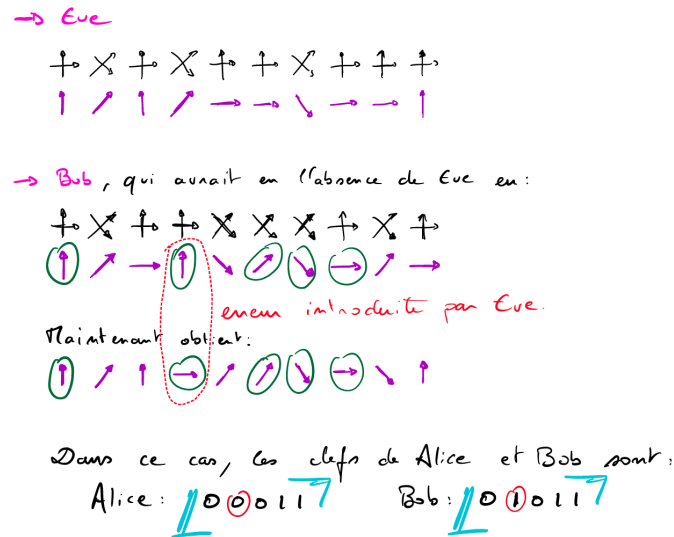 → Eve
→ Bob, qui aurait en l'absence de Eve eu :
erreur introduite par Eve.
Maintenant obtient :
Dans ce cas, les clefs de Alice et Bob sont :
Alice : 00011 Bob : 01011